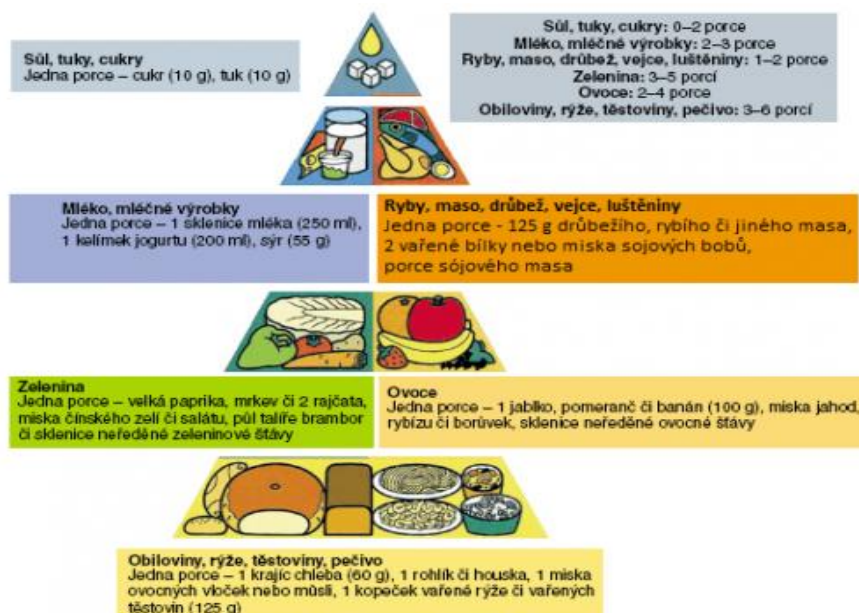 Sůl, tuky, cukry
Jedna porce – cukr (10 g), tuk (10 g)
Sůl, tuky, cukry: 0–2 porce
Mléko, mléčné výrobky: 2–3 porce
Ryby, maso, drůbež, vejce, luštěniny: 1–2 porce
Zelenina: 3–5 porcí
Ovoce: 2–4 porce
Obiloviny, rýže, těstoviny, pečivo: 3–6 porcí
Mléko, mléčné výrobky
Jedna porce – 1 sklenice mléka (250 ml),
1 kelímek jogurtu (200 ml), sýr (55 g)
Ryby, maso, drůbež, vejce, luštěniny
Jedna porce - 125 g drůbežího, rybího či jiného masa,
2 vařené bílky nebo miska sojových bobů,
porce sójového masa
Zelenina
Jedna porce – velká paprika, mrkev či 2 rajčata,
miska čínského zelí či salátu, půl talíře brambor
či sklenice neředěné zeleninové šťávy
Ovoce
Jedna porce – 1 jablko, pomeranč či banán (100 g), miska jahod,
rybízu či borůvek, sklenice neředěné ovocné šťávy
Obiloviny, rýže, těstoviny, pečivo
Jedna porce – 1 krajíc chleba (60 g), 1 rohlík či houska, 1 miska
ovocných vloček nebo müsli, 1 kopeček vařené rýže či vařených
těstovin (125 g)